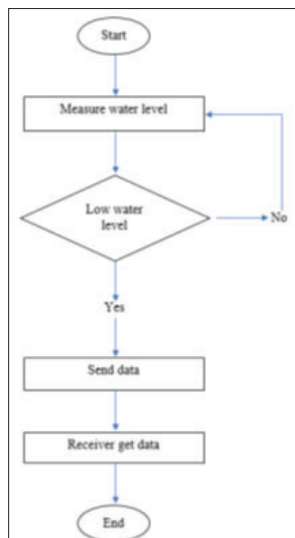 Start
Measure water level
Low water
level
No
Yes
Send data
Receiver get data
End